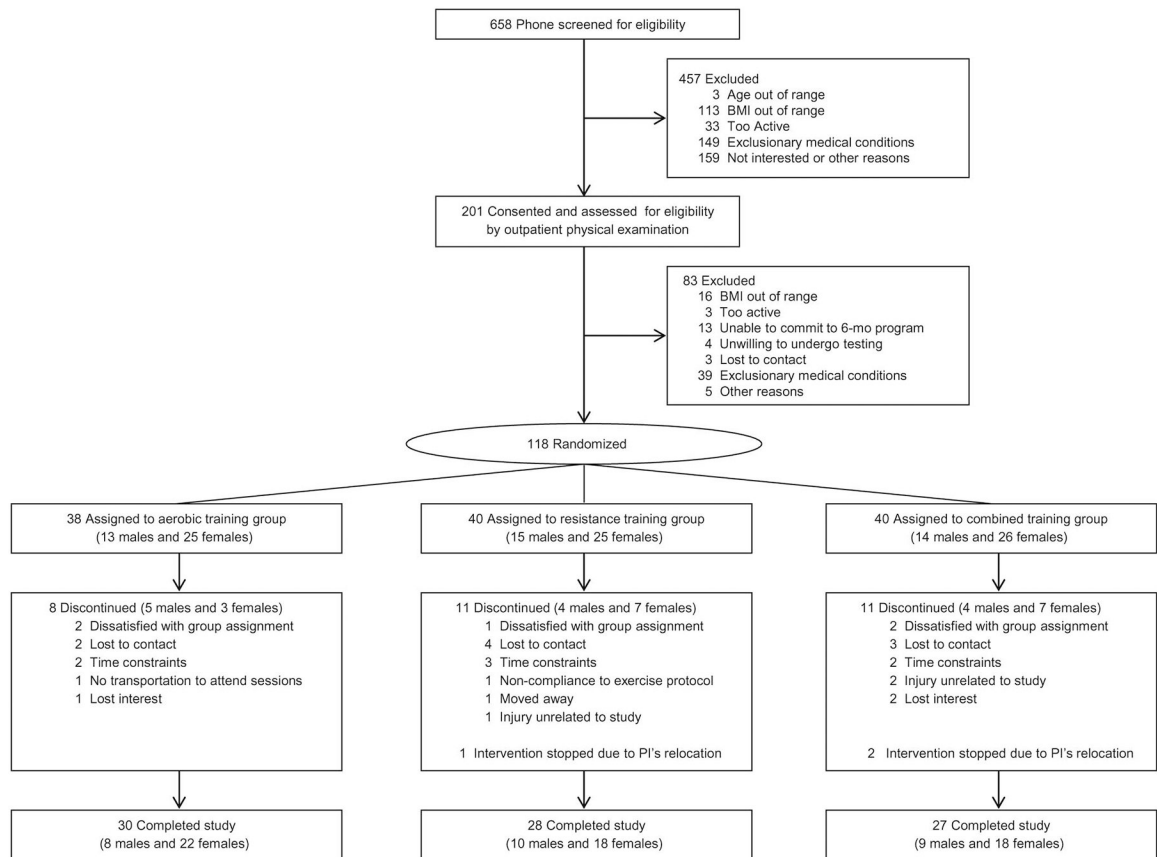 658 Phone screened for eligibility
457 Excluded
3 Age out of range
113 BMI out of range
33 Too Active
149 Exclusionary medical conditions
159 Not interested or other reasons
201 Consented and assessed for eligibility
by outpatient physical examination
83 Excluded
16 BMI out of range
3 Too active
13 Unable to commit to 6-mo program
4 Unwilling to undergo testing
3 Lost to contact
39 Exclusionary medical conditions
5 Other reasons
118 Randomized
38 Assigned to aerobic training group
(13 males and 25 females)
40 Assigned to resistance training group
(15 males and 25 females)
40 Assigned to combined training group
(14 males and 26 females)
8 Discontinued (5 males and 3 females)
2 Dissatisfied with group assignment
2 Lost to contact
2 Time constraints
1 No transportation to attend sessions
1 Lost interest
11 Discontinued (4 males and 7 females)
1 Dissatisfied with group assignment
4 Lost to contact
3 Time constraints
1 Non-compliance to exercise protocol
1 Moved away
1 Injury unrelated to study
1 Intervention stopped due to PI's relocation
11 Discontinued (4 males and 7 females)
2 Dissatisfied with group assignment
3 Lost to contact
2 Time constraints
2 Injury unrelated to study
2 Lost interest
2 Intervention stopped due to PI's relocation
30 Completed study
(8 males and 22 females)
28 Completed study
(10 males and 18 females)
27 Completed study
(9 males and 18 females)